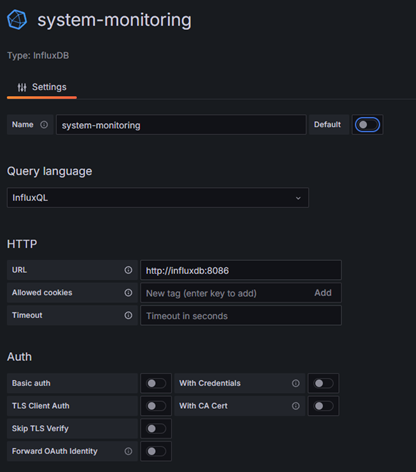 system-monitoring
Type: InfluxDB
Settings
Name system-monitoring Default
Query language
InfluxQL
HTTP
URL http://influxdb:8086
Allowed cookies New tag (enter key to add) Add
Timeout Timeout in seconds
Auth
Basic auth With Credentials
TLS Client Auth With CA Cert
Skip TLS Verify
Forward OAuth Identity